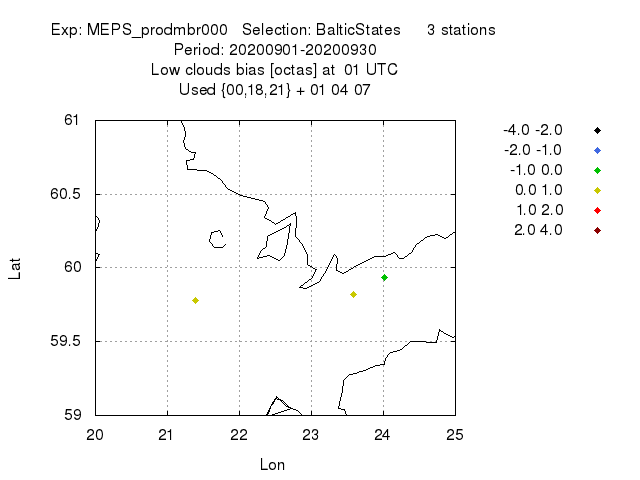 Exp: MEPS_prodmbr000 Selection: BalticStates 3 stations
Period: 20200901-20200930
Low clouds bias [octas] at 01 UTC
Used {00,18,21} + 01 04 07
61
60.5
60
59.5
59
Lat
20 21 22 23 24 25
Lon
-4.0 -2.0
-2.0 -1.0
-1.0 0.0
0.0 1.0
1.0 2.0
2.0 4.0